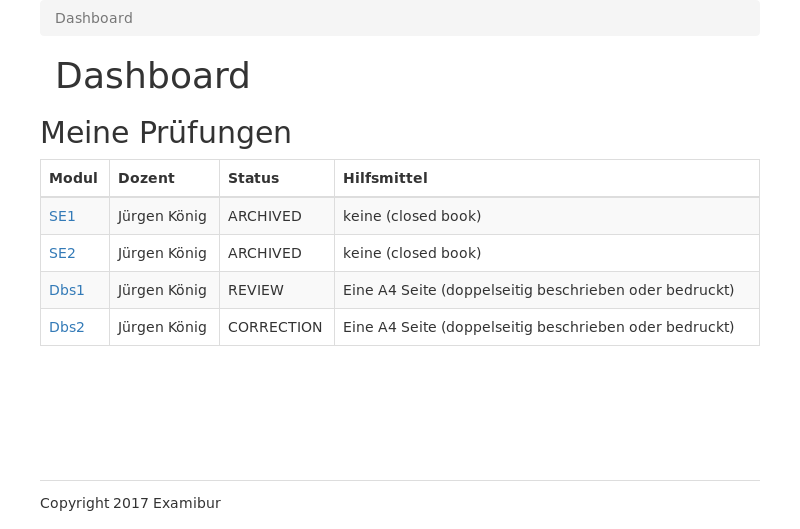 Dashboard
Dashboard
Meine Prüfungen
Modul Dozent Status Hilfsmittel
SE1 Jürgen König ARCHIVED keine (closed book)
SE2 Jürgen König ARCHIVED keine (closed book)
Dbs1 Jürgen König REVIEW Eine A4 Seite (doppelseitig beschrieben oder bedruckt)
Dbs2 Jürgen König CORRECTION Eine A4 Seite (doppelseitig beschrieben oder bedruckt)
Copyright 2017 Examibur